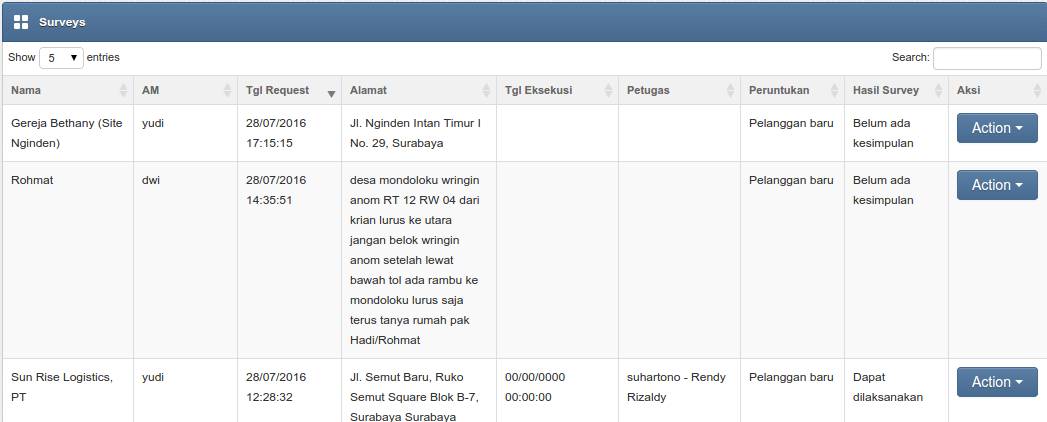 Surveys
Show 5 entries
Search:
Nama AM Tgl Request Alamat Tgl Eksekusi Petugas Peruntukan Hasil Survey Aksi
Gereja Bethany (Site yudi 28/07/2016 Jl. Nginden Intan Timur I Pelanggan baru Belum ada Action
Nginden) 17:15:15 No. 29, Surabaya kesimpulan
Rohmat dwi 28/07/2016 desa mondoloku wringin Pelanggan baru Belum ada Action
14:35:51 anom RT 12 RW 04 dari kesimpulan
krian lurus ke utara
jangan belok wringin
anom setelah lewat
bawah tol ada rambu ke
mondoloku lurus saja
terus tanya rumah pak
Hadi/Rohmat
Sun Rise Logistics, yudi 28/07/2016 Jl. Semut Baru, Ruko 00/00/0000 suhartono - Rendy Pelanggan baru Dapat Action
PT 12:28:32 Semut Square Blok B-7, 00:00:00 Rizaldy dilaksanakan
Surabaya Surabaya